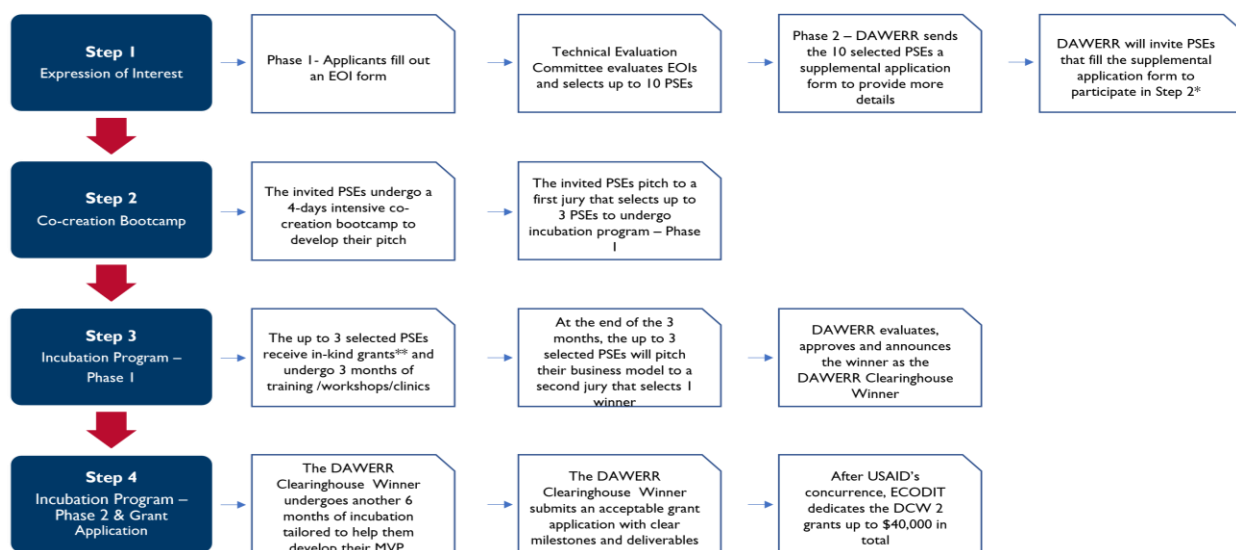 Step 1
Expression of Interest
Phase 1- Applicants fill out
an EOI form
Technical Evaluation
Committee evaluates EOIs
and selects up to 10 PSEs
Phase 2 – DAWERR sends
the 10 selected PSEs a
supplemental application
form to provide more
details
DAWERR will invite PSEs
that fill the supplemental
application form to
participate in Step 2*
Step 2
Co-creation Bootcamp
The invited PSEs undergo a
4-days intensive co-
creation bootcamp to
develop their pitch
The invited PSEs pitch to a
first jury that selects up to
3 PSEs to undergo
incubation program – Phase
1
Step 3
Incubation Program –
Phase 1
The up to 3 selected PSEs
receive in-kind grants** and
undergo 3 months of
training /workshops/clinics
At the end of the 3
months, the up to 3
selected PSEs will pitch
their business model to a
second jury that selects 1
winner
DAWERR evaluates,
approves and announces
the winner as the
DAWERR Clearinghouse
Winner
Step 4
Incubation Program –
Phase 2 & Grant
Application
The DAWERR
Clearinghouse Winner
undergoes another 6
months of incubation
tailored to help them
develop their MVP
The DAWERR
Clearinghouse Winner
submits an acceptable grant
application with clear
milestones and deliverables
After USAID's
concurrence, ECODIT
dedicates the DCW 2
grants up to $40,000 in
total